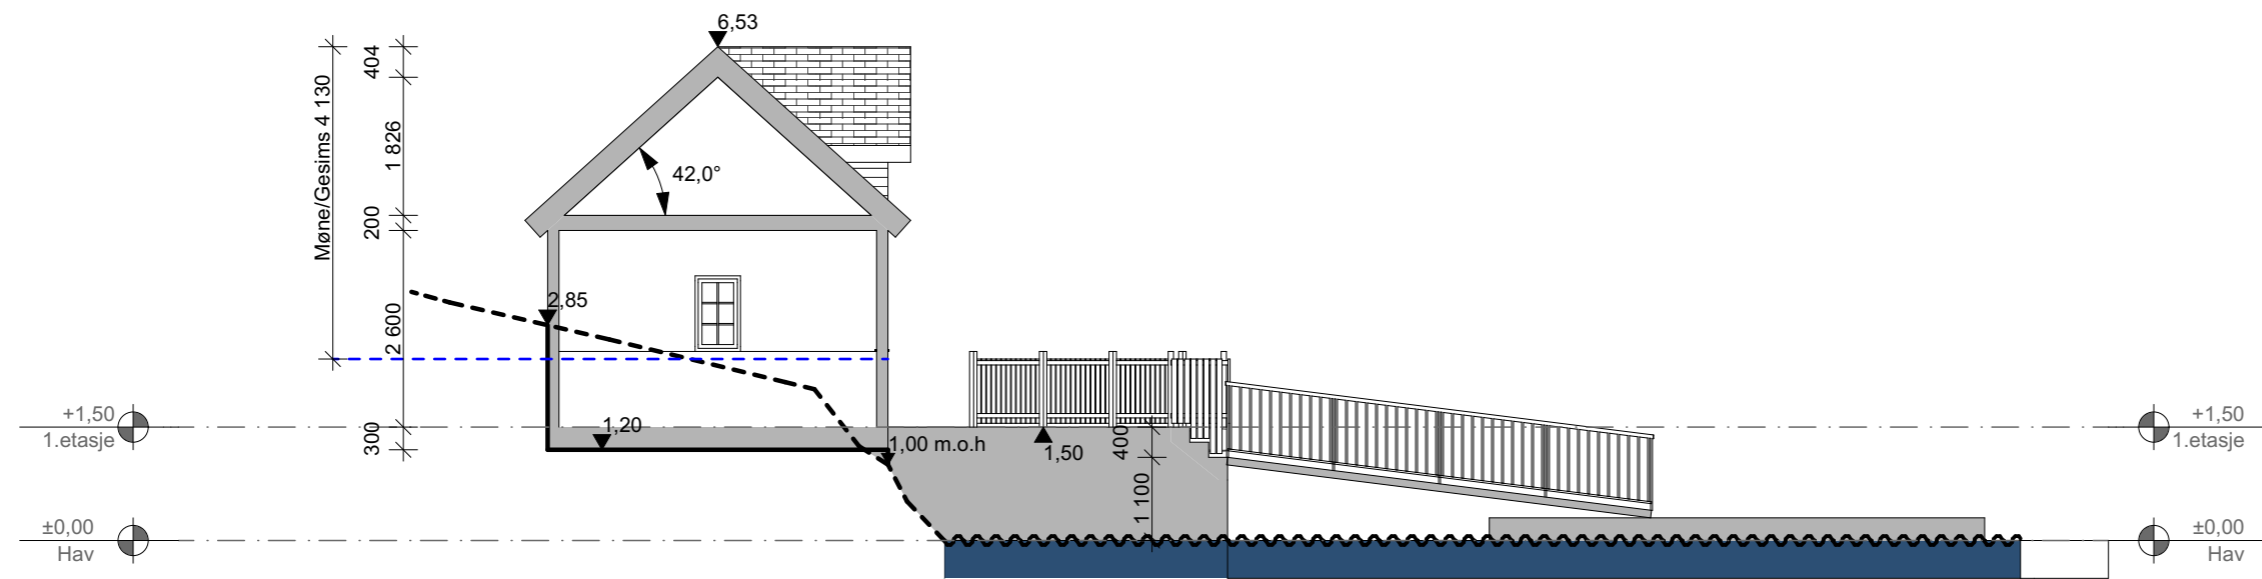 6,53
404
Møne/Gesims 4 130
1 826
42,0°
200
2,85
2 600
+1,50
1.etasje
1,20
300
1,00 m.o.h
1,50
400
+1,50
1.etasje
1 100
±0,00
Hav
±0,00
Hav